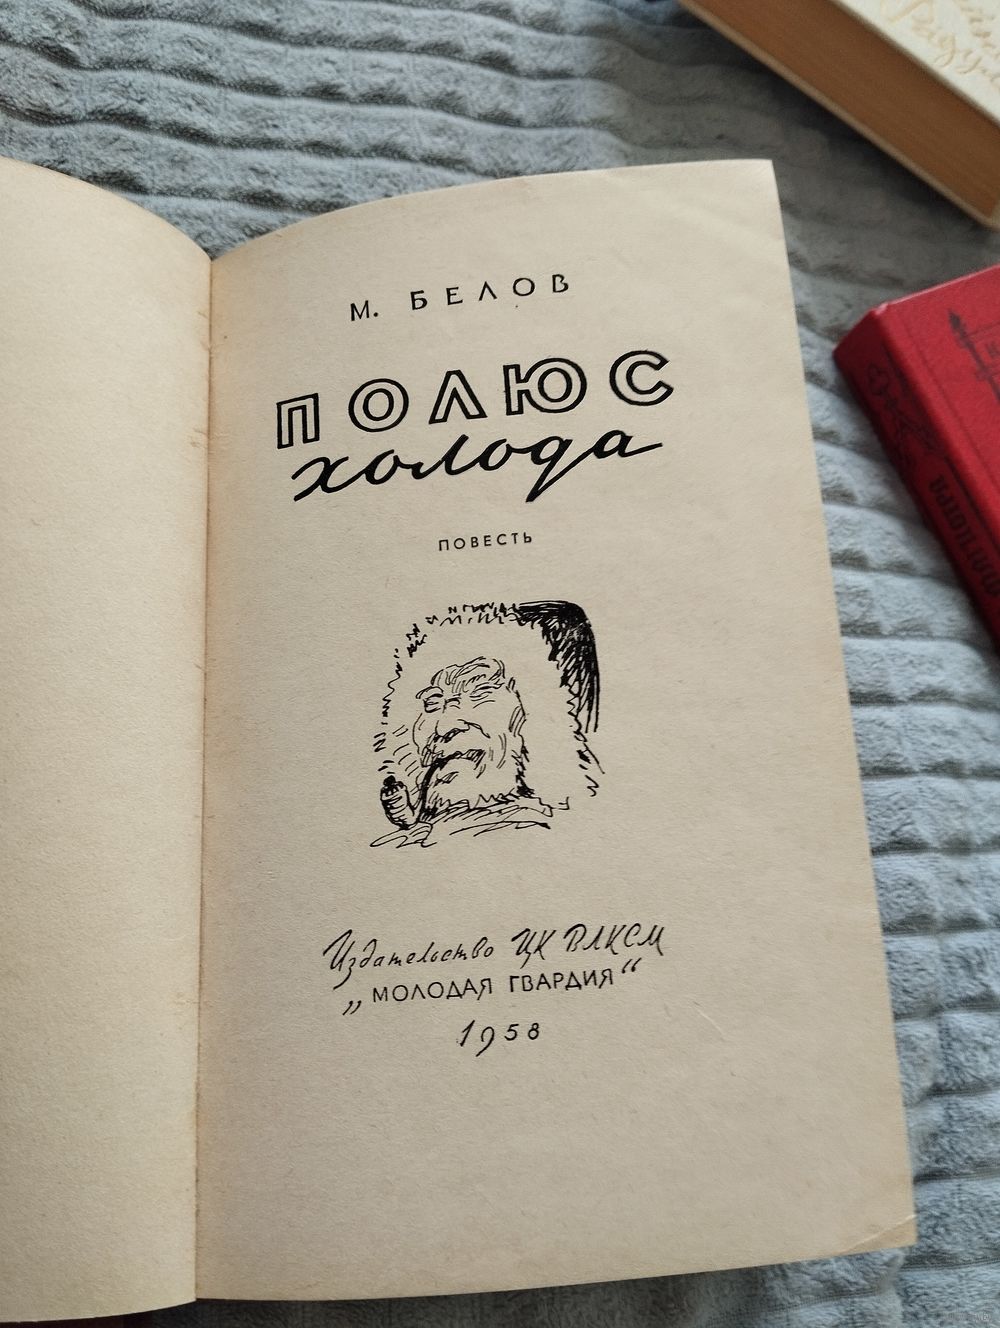 М. БЕЛОВ
ПОЛЮС
холода
ПОВЕСТЬ
Издательство ЦК ВЛКСМ
„МОЛОДАЯ ГВАРДИЯ“
1958